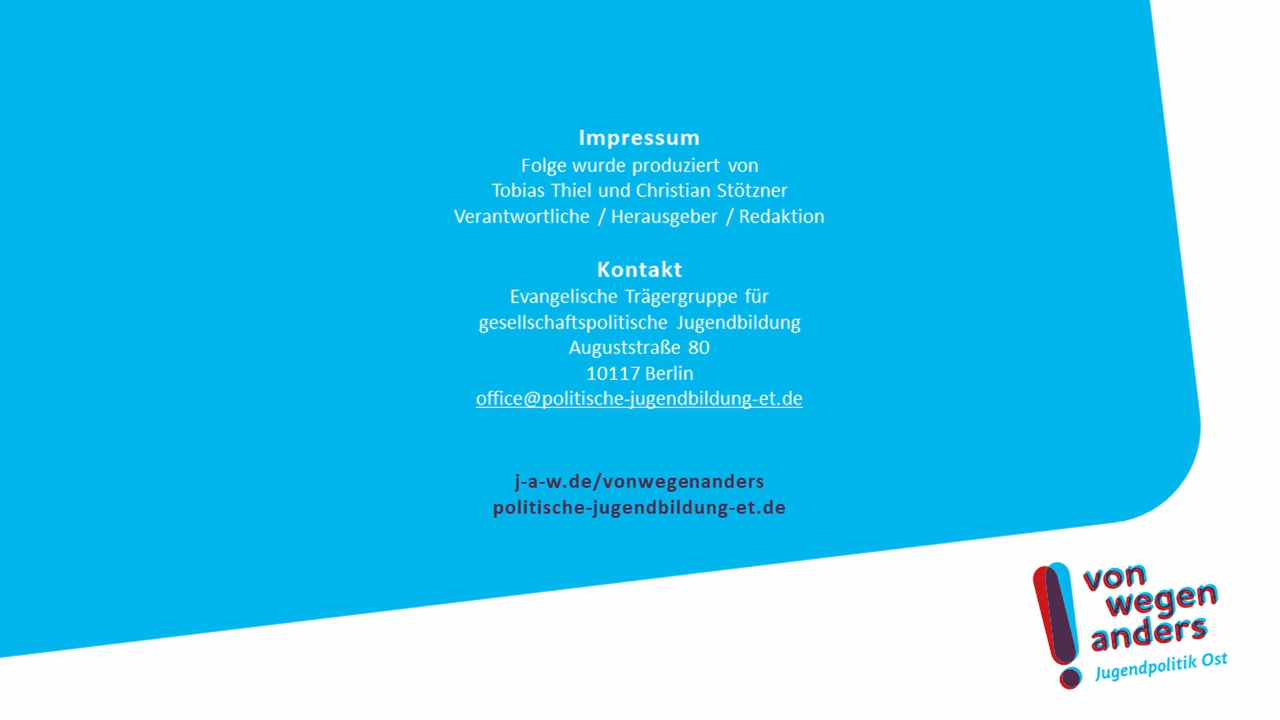 Impressum
Folge wurde produziert von
Tobias Thiel und Christian Stötzner
Verantwortliche / Herausgeber / Redaktion
Kontakt
Evangelische Trägergruppe für
gesellschaftspolitische Jugendbildung
Auguststraße 80
10117 Berlin
office@politische-jugendbildung-et.de
j-a-w.de/vonwegenanders
politische-jugendbildung-et.de
von
wegen
anders
Jugendpolitik Ost